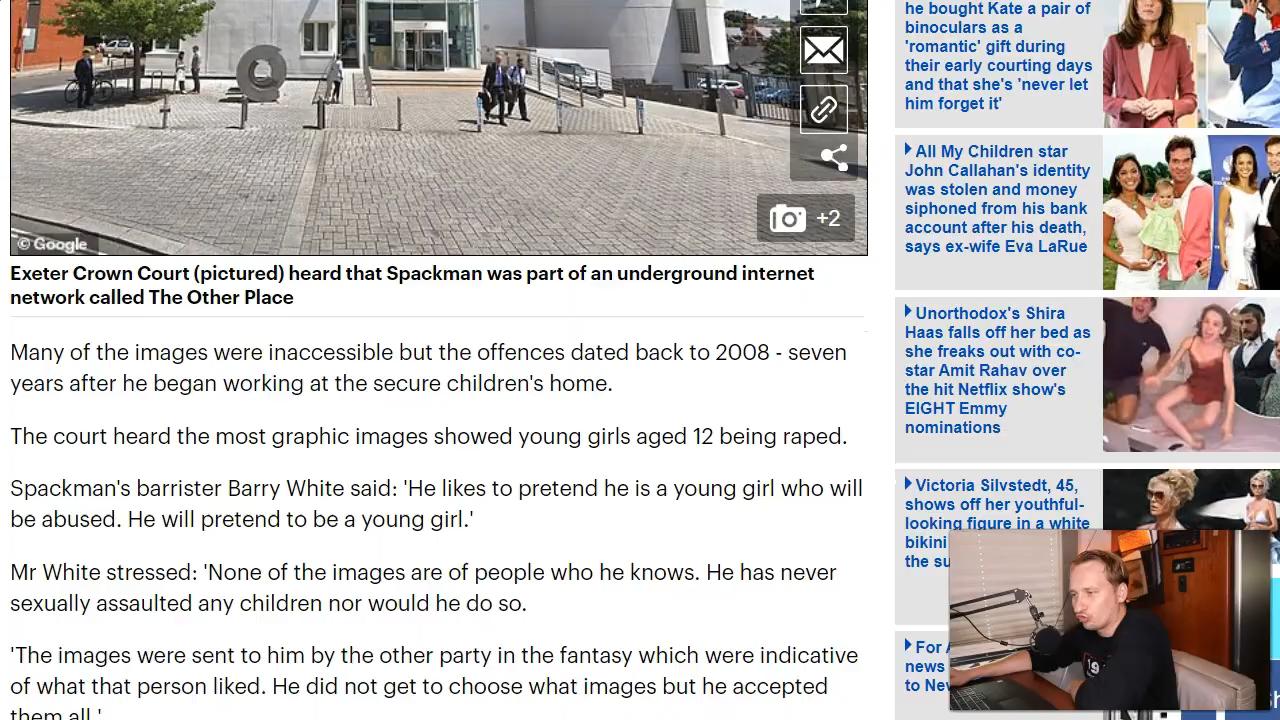 © Google
+2
Exeter Crown Court (pictured) heard that Spackman was part of an underground internet
network called The Other Place
Many of the images were inaccessible but the offences dated back to 2008 - seven
years after he began working at the secure children's home.
The court heard the most graphic images showed young girls aged 12 being raped.
Spackman's barrister Barry White said: 'He likes to pretend he is a young girl who will
be abused. He will pretend to be a young girl.'
Mr White stressed: 'None of the images are of people who he knows. He has never
sexually assaulted any children nor would he do so.
'The images were sent to him by the other party in the fantasy which were indicative
of what that person liked. He did not get to choose what images but he accepted
them all.'
he bought Kate a pair of
binoculars as a
'romantic' gift during
their early courting days
and that she's 'never let
him forget it'
All My Children star
John Callahan's identity
was stolen and money
siphoned from his bank
account after his death,
says ex-wife Eva LaRue
Unorthodox's Shira
Haas falls off her bed as
she freaks out with co-
star Amit Rahav over
the hit Netflix show's
EIGHT Emmy
nominations
Victoria Silvstedt, 45,
shows off her youthful-
looking figure in a white
bikini
the su
For
news
to Ne
19